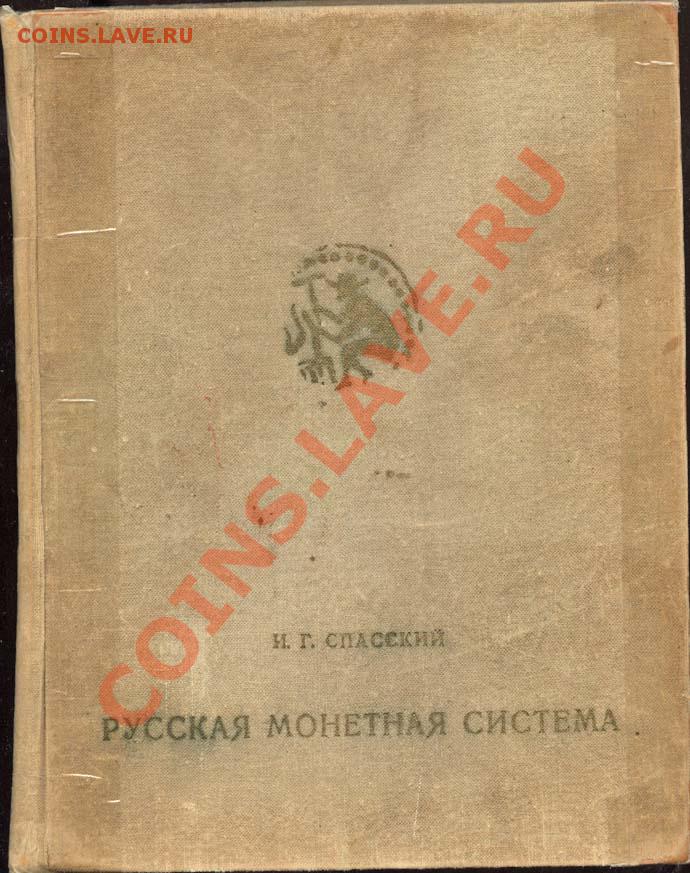 COINS.LAVE.RU
COINS.LAVE.RU
И. Г. СПАССКИЙ
РУССКАЯ МОНЕТНАЯ СИСТЕМА